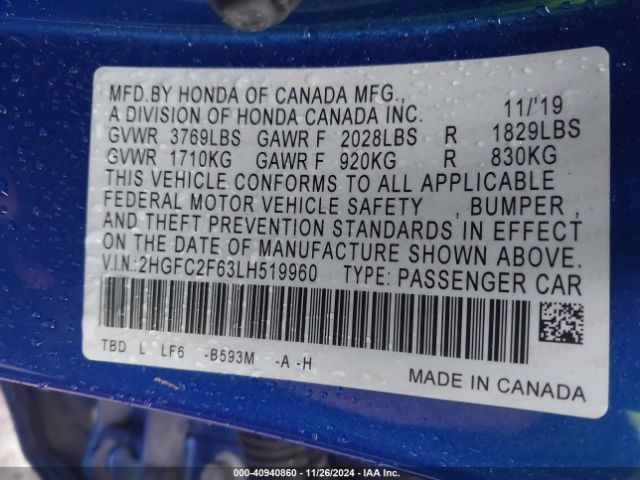 MFD.BY HONDA OF CANADA MFG.,
A DIVISION OF HONDA CANADA INC. 11/'19
GVWR 3769LBS GAWR F 2028LBS R 1829LBS
GVWR 1710KG GAWR F 920KG R 830KG
THIS VEHICLE CONFORMS TO ALL APPLICABLE
FEDERAL MOTOR VEHICLE SAFETY , BUMPER ,
AND THEFT PREVENTION STANDARDS IN EFFECT
ON THE DATE OF MANUFACTURE SHOWN ABOVE.
V.I.N.:2HGFC2F63LH519960 TYPE: PASSENGER CAR
TBD L LF6 -B593M -A -H
MADE IN CANADA
000-40940860 — 11/26/2024 — IAA Inc.